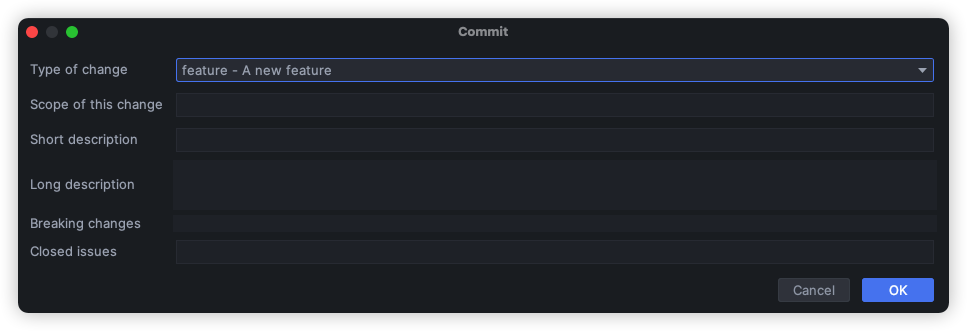 Commit
Type of change
feature - A new feature
Scope of this change
Short description
Long description
Breaking changes
Closed issues
Cancel
OK